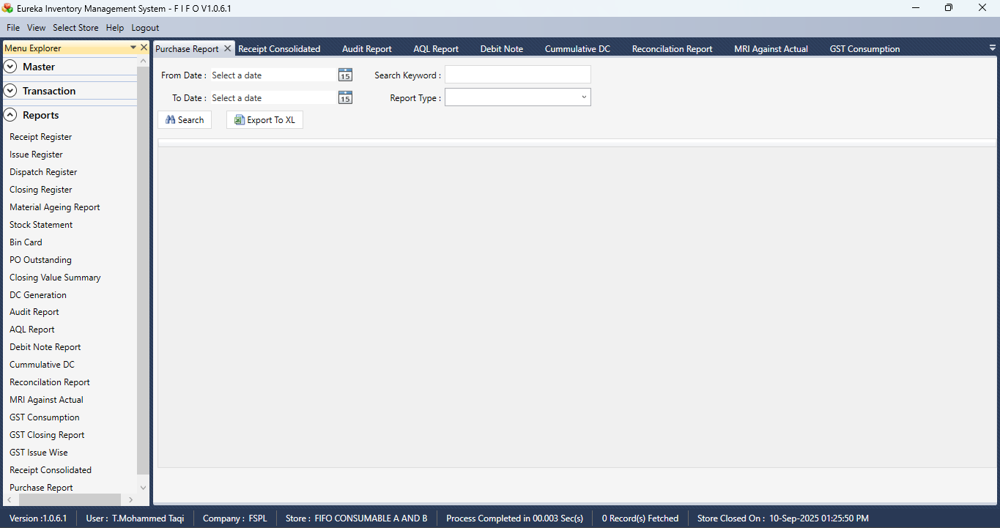 Eureka Inventory Management System - F I F O V1.0.6.1
File View Select Store Help Logout
Menu Explorer
Master
Transaction
Reports
Receipt Register
Issue Register
Dispatch Register
Closing Register
Material Ageing Report
Stock Statement
Bin Card
PO Outstanding
Closing Value Summary
DC Generation
Audit Report
AQL Report
Debit Note Report
Cummulative DC
Reconcilation Report
MRI Against Actual
GST Consumption
GST Closing Report
GST Issue Wise
Receipt Consolidated
Purchase Report
Purchase Report Receipt Consolidated Audit Report AQL Report Debit Note Cummulative DC Reconcilation Report MRI Against Actual GST Consumption
From Date : Select a date 15 Search Keyword :
To Date : Select a date 15 Report Type :
Search Export To XL
Version :1.0.6.1 User : T.Mohammed Taqi Company : FSPL Store : FIFO CONSUMABLE A AND B Process Completed in 00.003 Sec(s) 0 Record(s) Fetched Store Closed On : 10-Sep-2025 01:25:50 PM